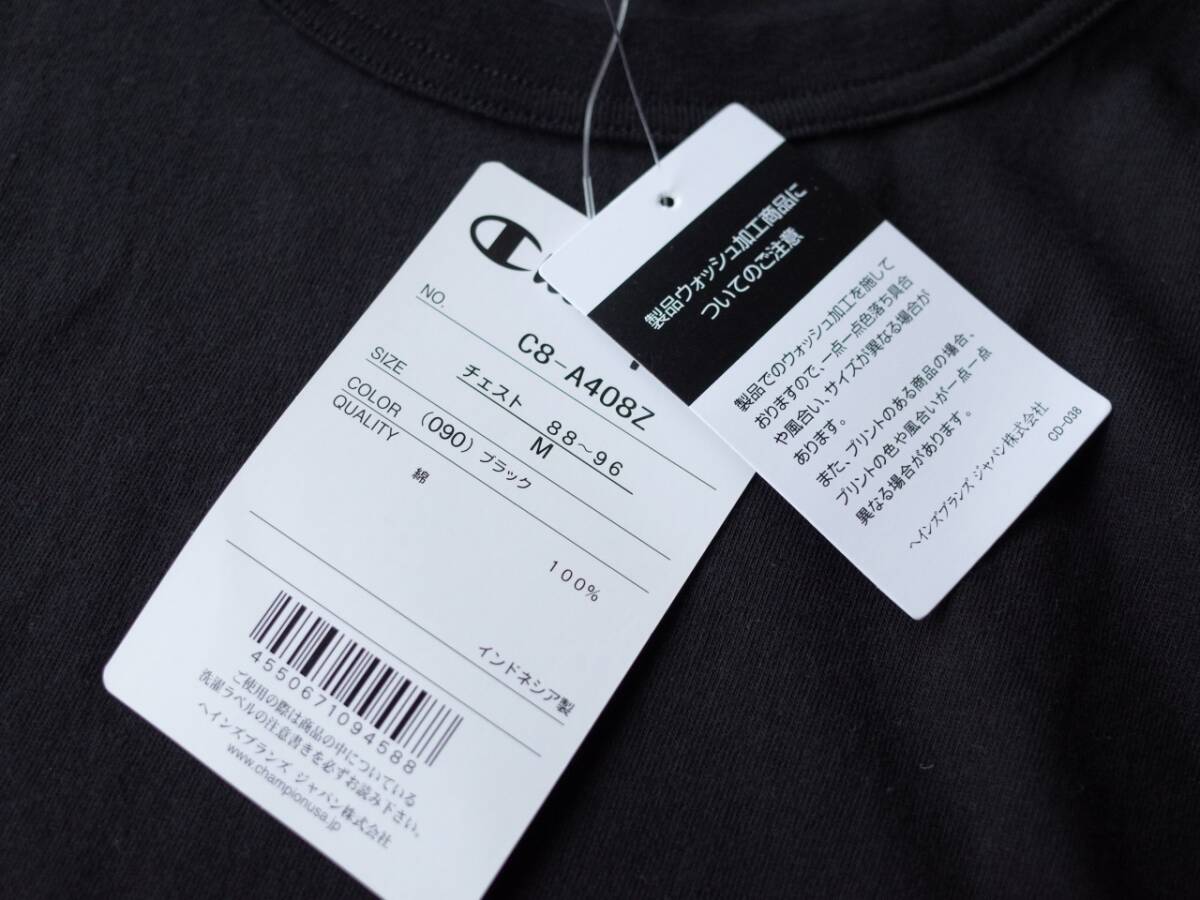 NO.
C8-A408Z
SIZE
チェスト 88〜96
M
COLOR (090) ブラック
QUALITY
綿
100%
インドネシア製
4550671094588
ご使用の際は商品の中についている
洗濯ラベルの注意書きを必ずお読み下さい。
ヘインズブランズ ジャパン株式会社
www.championusa.jp
製品ウォッシュ加工商品に
ついてのご注意
製品でのウォッシュ加工を施して
おりますので、一点一点色落ち具合
や風合い、サイズが異なる場合が
あります。
また、プリントのある商品の場合、
プリントの色や風合いが一点一点
異なる場合があります。
ヘインズブランズ ジャパン株式会社
CD-038